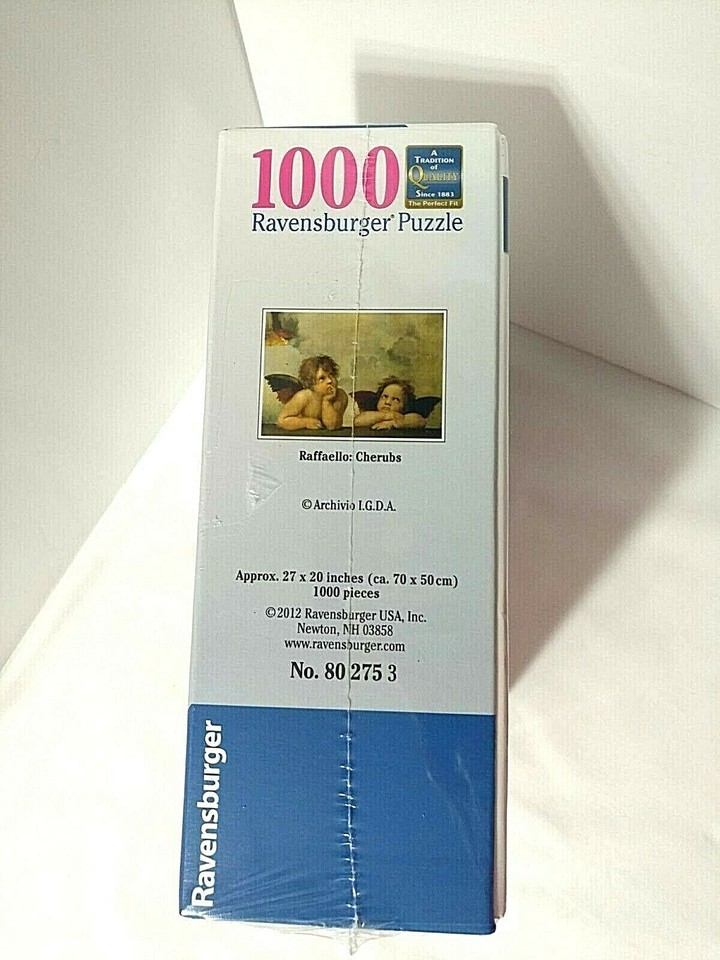 1000
A
TRADITION
of
QUALITY
Since 1883
The Perfect Fit
Ravensburger® Puzzle
Raffaello: Cherubs
© Archivio I.G.D.A.
Approx. 27 x 20 inches (ca. 70 x 50 cm)
1000 pieces
©2012 Ravensburger USA, Inc.
Newton, NH 03858
www.ravensburger.com
No. 80 275 3
Ravensburger